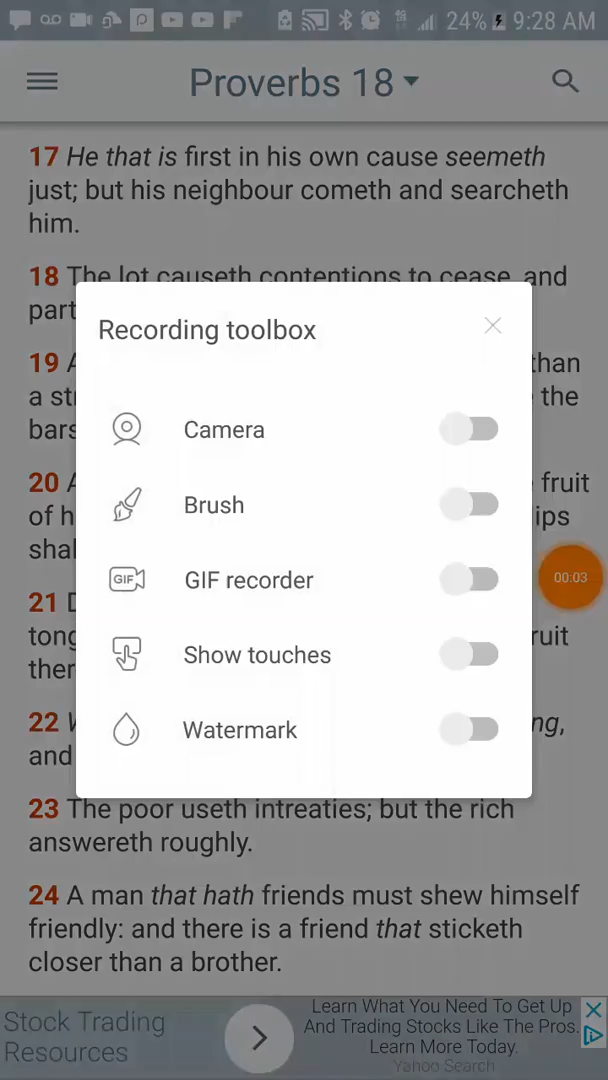 24% 9:28 AM
Proverbs 18
17 He that is first in his own cause seemeth
just; but his neighbour cometh and searcheth
him.
18 The lot causeth contentions to cease, and
part
19 A than
a st the
bars
20 A fruit
of h ips
shal
21 D
tong ruit
ther
22 W ng,
and
Recording toolbox
Camera
Brush
GIF GIF recorder
Show touches
Watermark
00:03
23 The poor useth intreaties; but the rich
answereth roughly.
24 A man that hath friends must shew himself
friendly: and there is a friend that sticketh
closer than a brother.
Stock Trading
Resources
Learn What You Need To Get Up
And Trading Stocks Like The Pros.
Learn More Today.
Yahoo Search